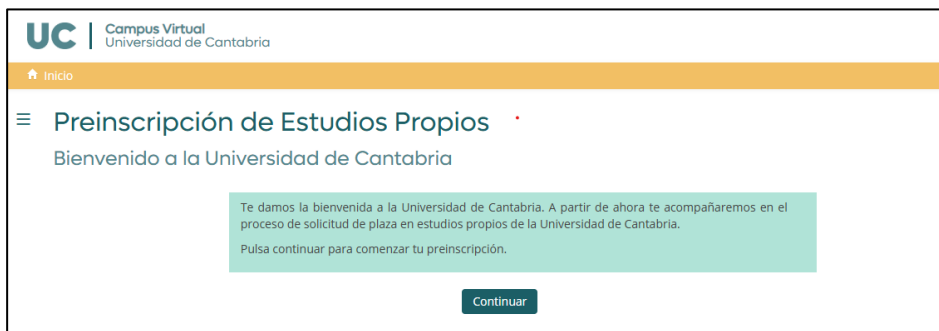 UC | Campus Virtual
Universidad de Cantabria
Inicio
Preinscripción de Estudios Propios
Bienvenido a la Universidad de Cantabria
Te damos la bienvenida a la Universidad de Cantabria. A partir de ahora te acompañaremos en el
proceso de solicitud de plaza en estudios propios de la Universidad de Cantabria.
Pulsa continuar para comenzar tu preinscripción.
Continuar